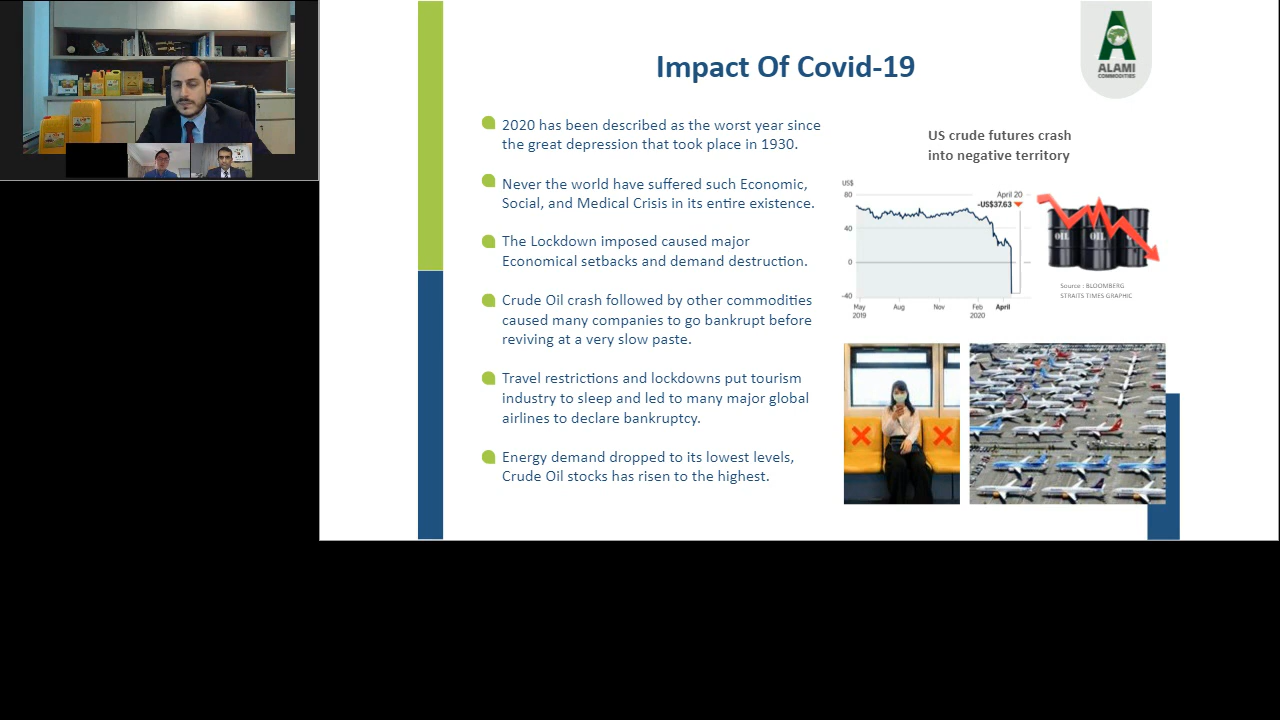 Impact Of Covid-19
ALAMI
COMMODITIES
2020 has been described as the worst year since
the great depression that took place in 1930.
Never the world have suffered such Economic,
Social, and Medical Crisis in its entire existence.
The Lockdown imposed caused major
Economical setbacks and demand destruction.
Crude Oil crash followed by other commodities
caused many companies to go bankrupt before
reviving at a very slow paste.
Travel restrictions and lockdowns put tourism
industry to sleep and led to many major global
airlines to declare bankruptcy.
Energy demand dropped to its lowest levels,
Crude Oil stocks has risen to the highest.
US crude futures crash
into negative territory
US$
80
40
0
-40
April 20
-US$37.63
May
2019
Aug
Nov
Feb
2020
April
OIL
OIL
OIL
Source : BLOOMBERG
STRAITS TIMES GRAPHIC